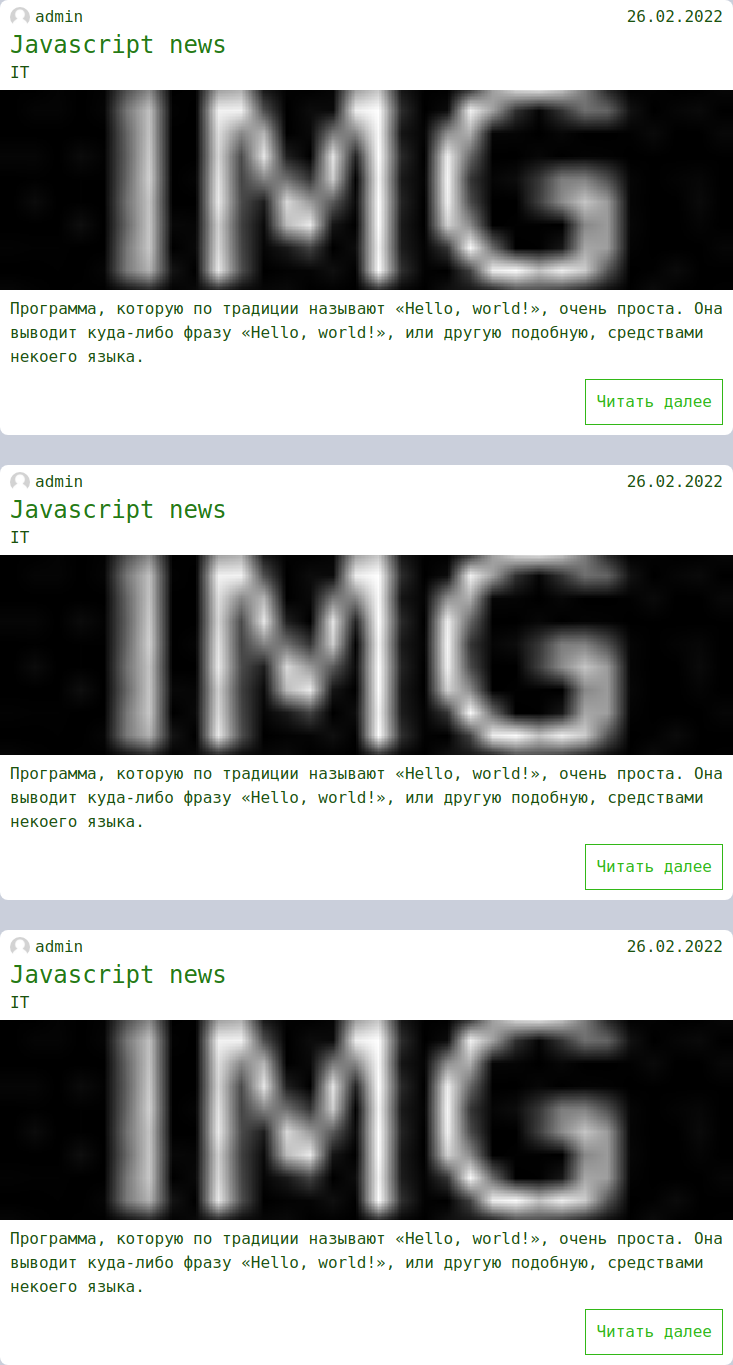 admin 26.02.2022
Javascript news
IT
IMG
Программа, которую по традиции называют «Hello, world!», очень проста. Она
выводит куда-либо фразу «Hello, world!», или другую подобную, средствами
некоего языка.
Читать далее
admin 26.02.2022
Javascript news
IT
IMG
Программа, которую по традиции называют «Hello, world!», очень проста. Она
выводит куда-либо фразу «Hello, world!», или другую подобную, средствами
некоего языка.
Читать далее
admin 26.02.2022
Javascript news
IT
IMG
Программа, которую по традиции называют «Hello, world!», очень проста. Она
выводит куда-либо фразу «Hello, world!», или другую подобную, средствами
некоего языка.
Читать далее